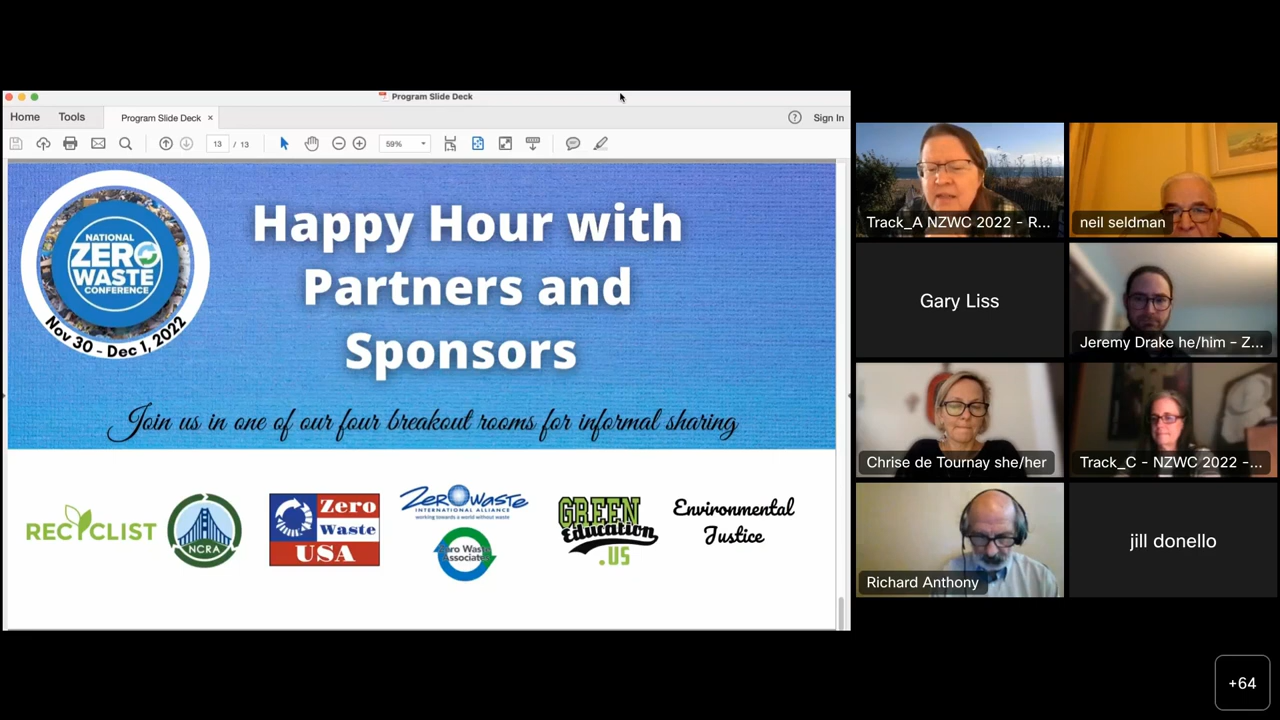 Program Slide Deck
Home
Tools
Program Slide Deck ×
? Sign In
13 / 13
59%
NATIONAL
ZERO
WASTE
CONFERENCE
Nov 30 - Dec 1, 2022
Happy Hour with
Partners and
Sponsors
Join us in one of our four breakout rooms for informal sharing
RECYCLIST
NCRA
Zero
Waste
USA
ZEROWASTE
INTERNATIONAL ALLIANCE
working towards a world without waste
Zero Waste
Associates
GREEN
Education
.US
Environmental
Justice
Track_A NZWC 2022 - R...
neil seldman
Gary Liss
Jeremy Drake he/him - Z...
Chrise de Tournay she/her
Track_C - NZWC 2022 -...
Richard Anthony
jill donello
+64